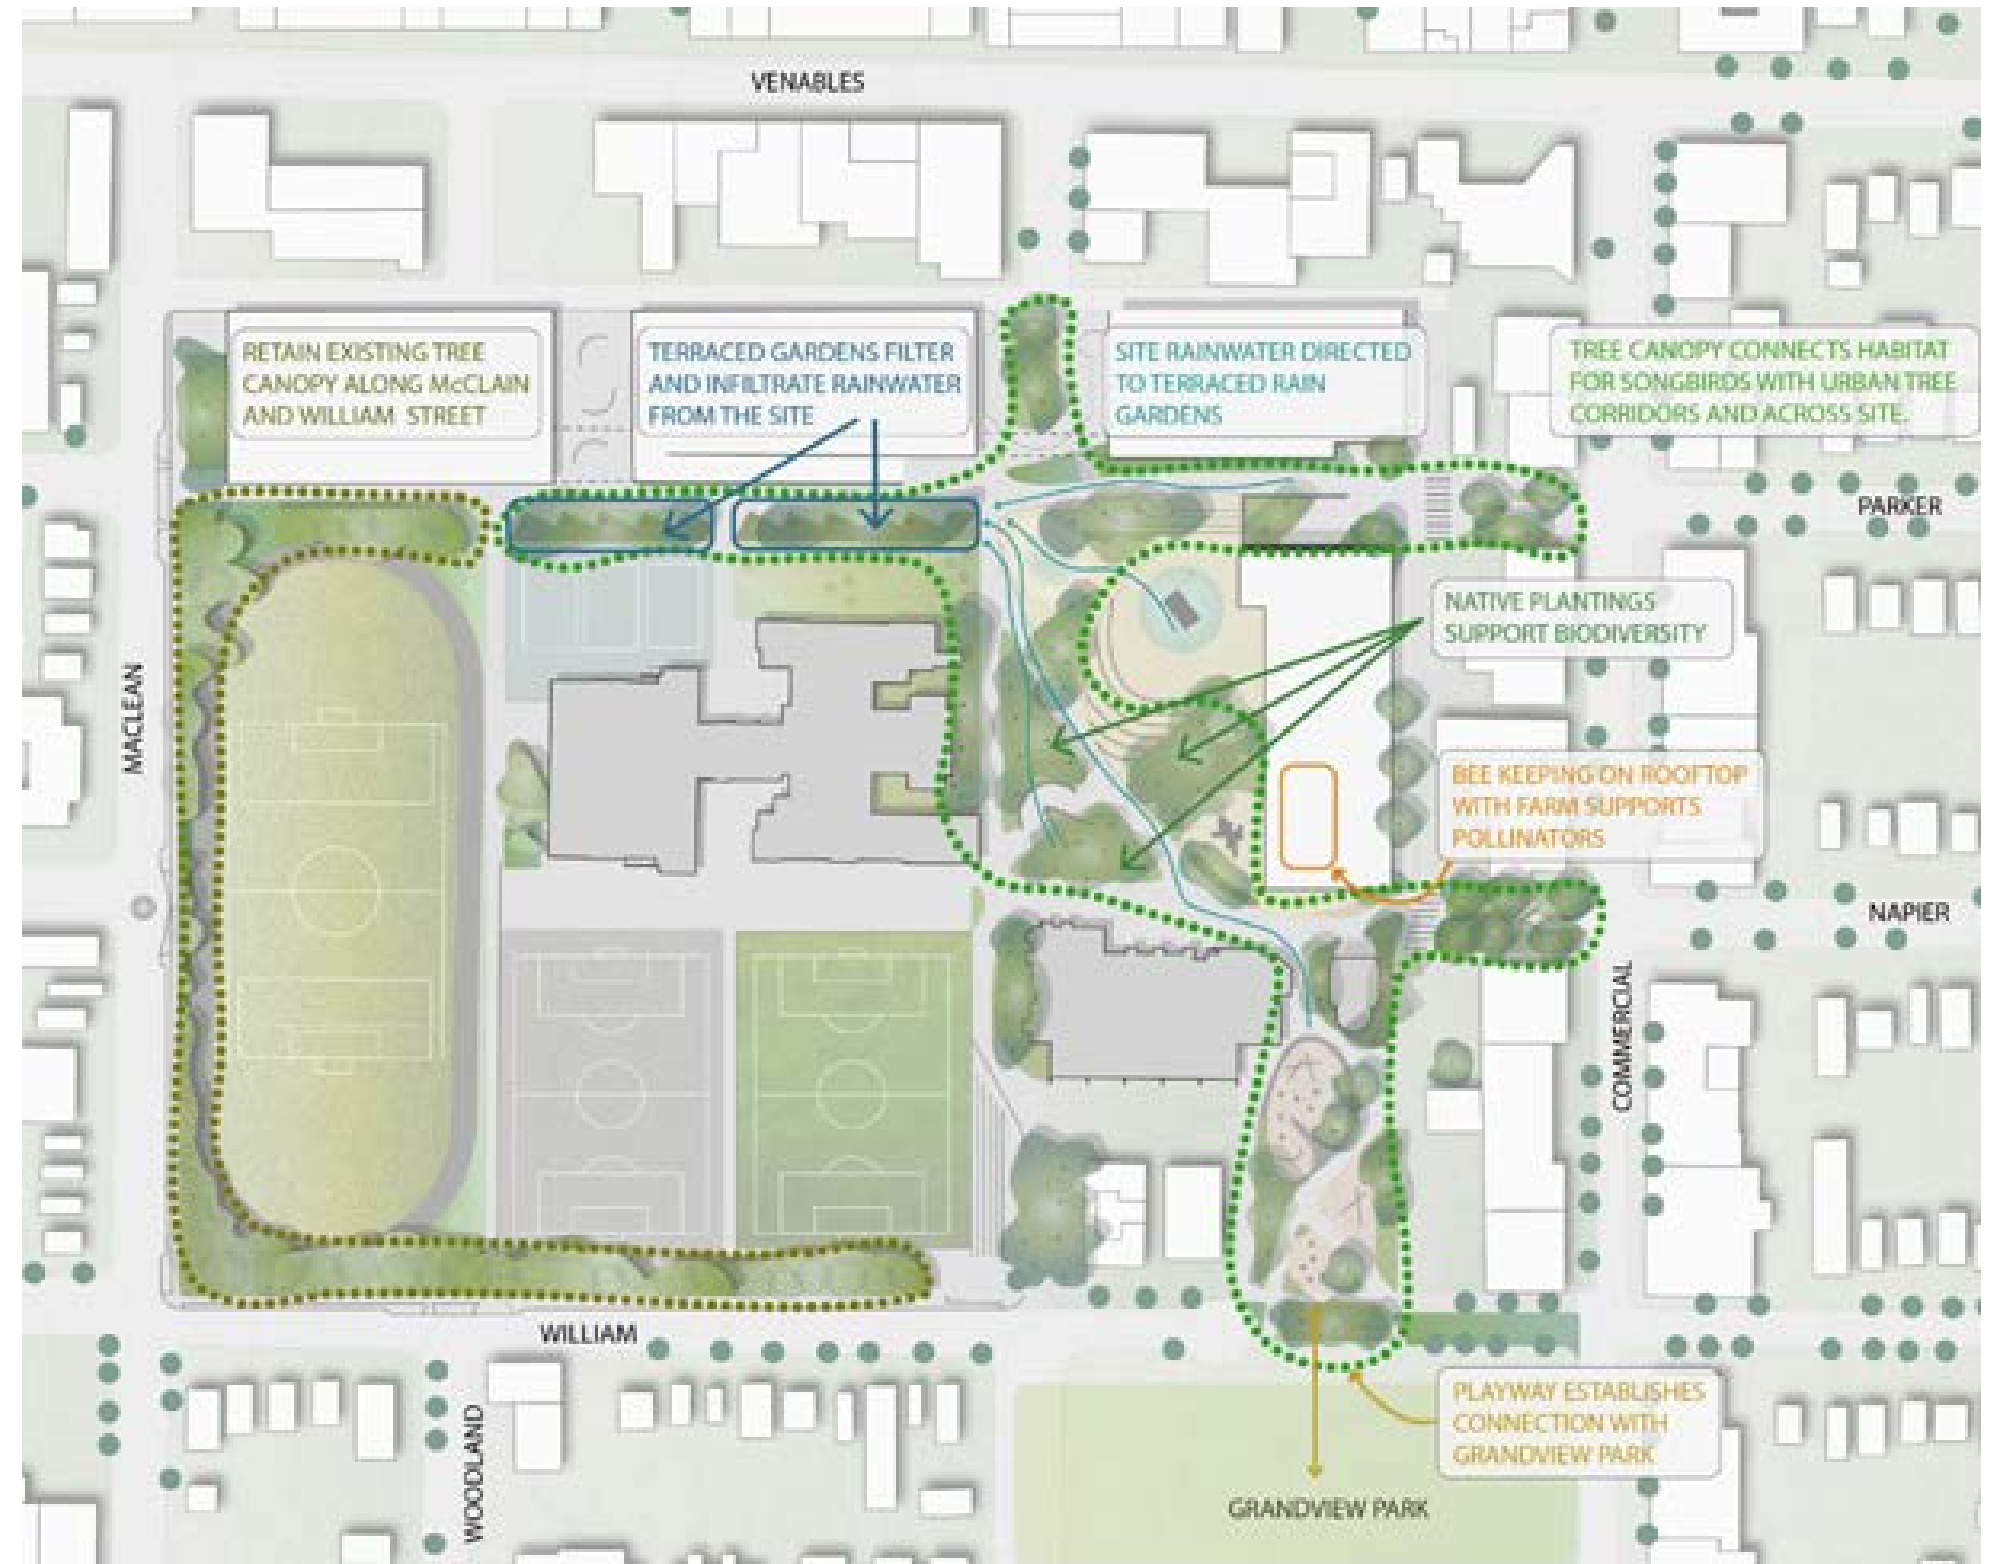 VENABLES
RETAIN EXISTING TREE
CANOPY ALONG McCLAIN
AND WILLIAM STREET
TERRACED GARDENS FILTER
AND INFILTRATE RAINWATER
FROM THE SITE
SITE RAINWATER DIRECTED
TO TERRACED RAIN
GARDENS
TREE CANOPY CONNECTS HABITAT
FOR SONGBIRDS WITH URBAN TREE
CORRIDORS AND ACROSS SITE.
PARKER
NATIVE PLANTINGS
SUPPORT BIODIVERSITY
MACLEAN
BEE KEEPING ON ROOFTOP
WITH FARM SUPPORTS
POLLINATORS
NAPIER
COMMERCIAL
WILLIAM
WOODLAND
PLAYWAY ESTABLISHES
CONNECTION WITH
GRANDVIEW PARK
GRANDVIEW PARK